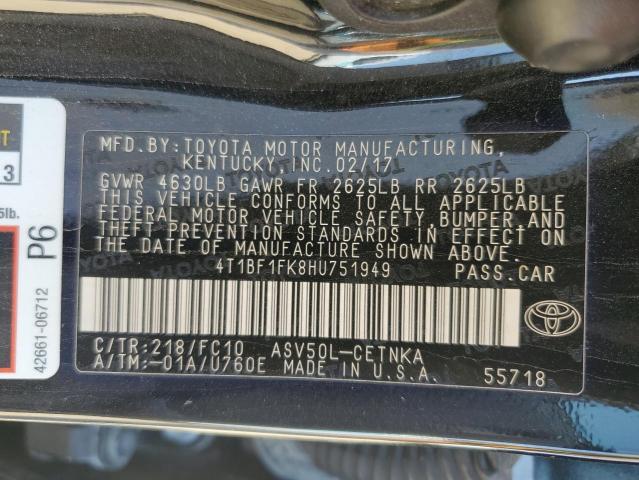 MFD.BY:TOYOTA MOTOR MANUFACTURING,
KENTUCKY, INC.02/17
GVWR 4630LB GAWR FR 2625LB RR 2625LB
THIS VEHICLE CONFORMS TO ALL APPLICABLE
FEDERAL MOTOR VEHICLE SAFETY, BUMPER, AND
THEFT PREVENTION STANDARDS IN EFFECT ON
THE DATE OF MANUFACTURE SHOWN ABOVE.
4T1BF1FK8HU751949 PASS.CAR
C/TR:218/FC10 ASV50L-CETNKA
A/TM:-01A/U760E MADE IN U.S.A. 55718
T
3
5lb.
P6
42661-06712